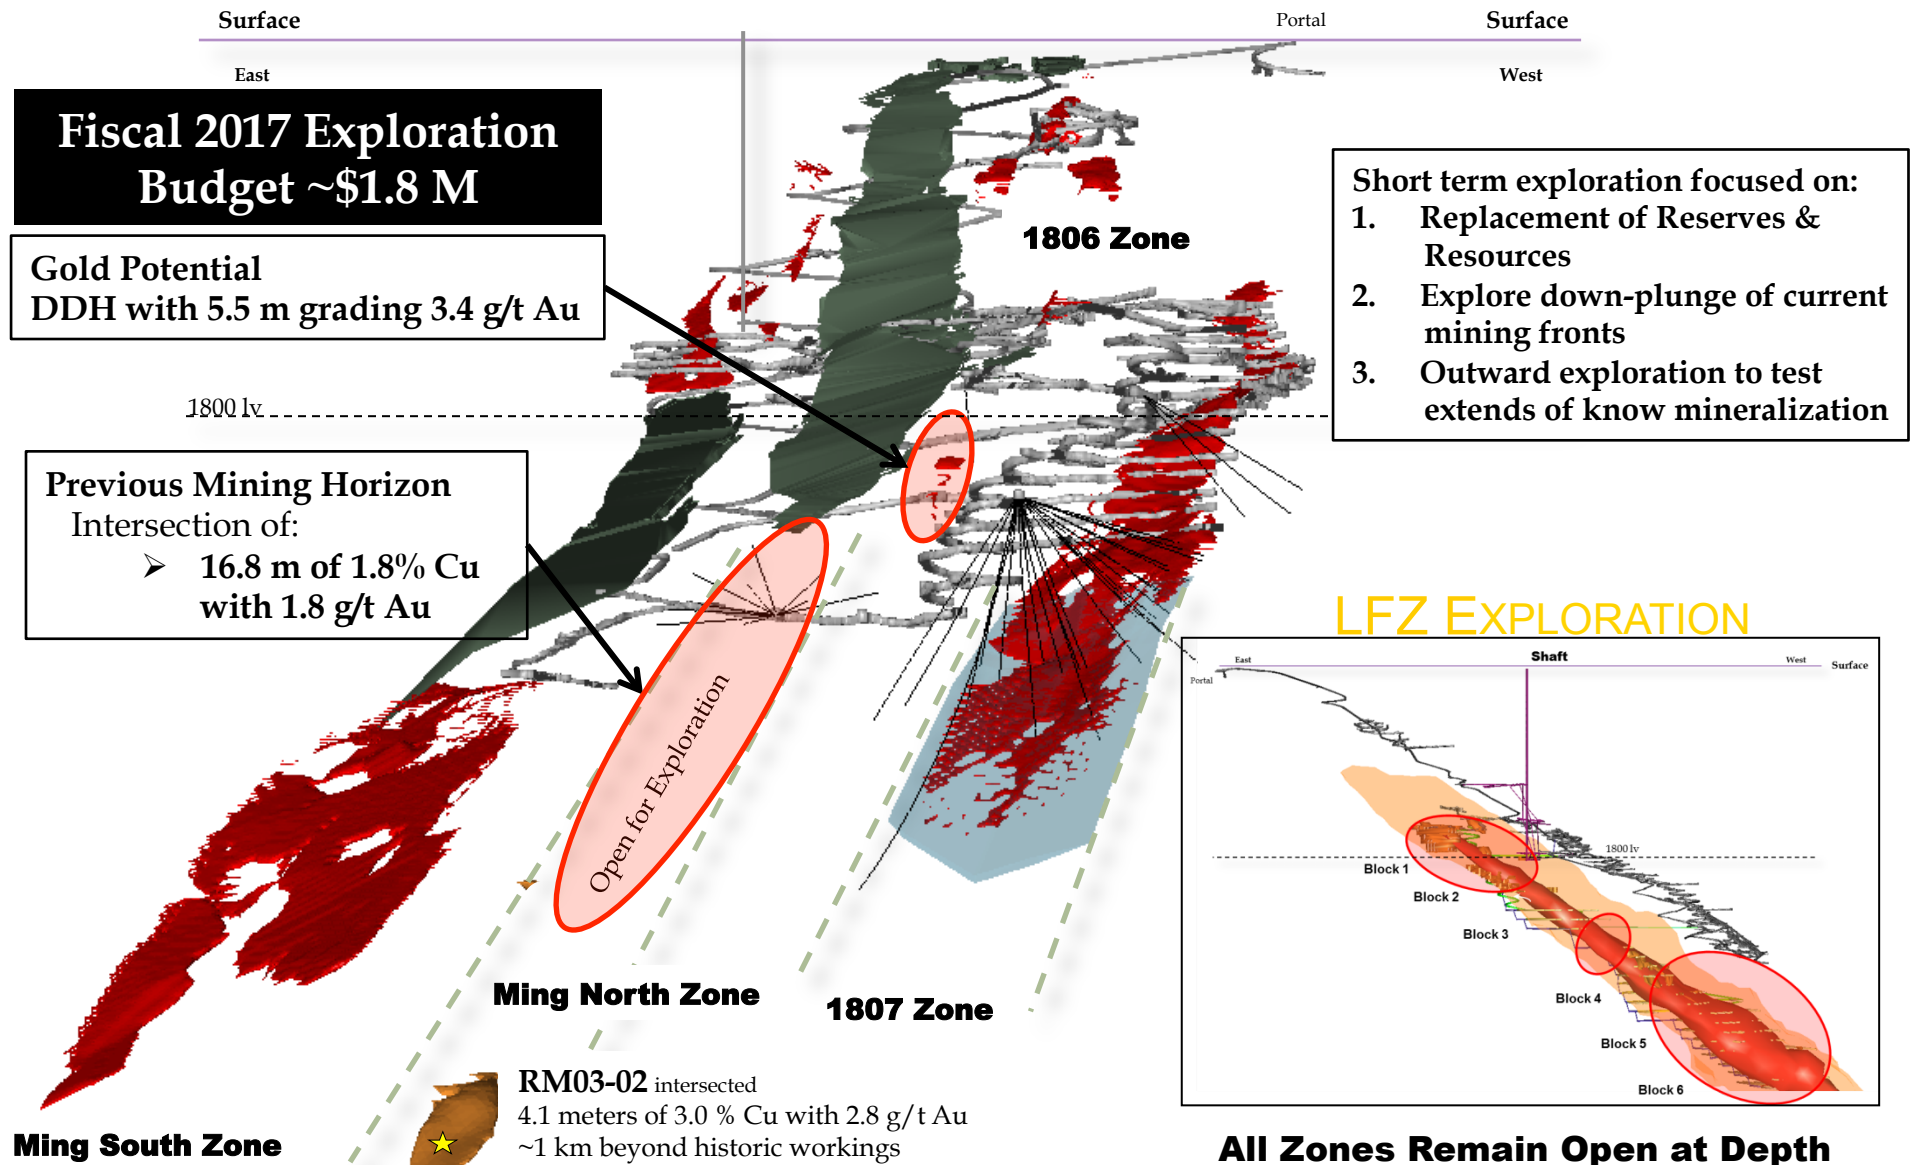 Surface
Portal
Surface
East
West
Fiscal 2017 Exploration
Budget ~$1.8 M
Gold Potential
DDH with 5.5 m grading 3.4 g/t Au
1806 Zone
Short term exploration focused on:
1. Replacement of Reserves &
Resources
2. Explore down-plunge of current
mining fronts
3. Outward exploration to test
extends of know mineralization
1800 lv
Previous Mining Horizon
Intersection of:
➢ 16.8 m of 1.8% Cu
with 1.8 g/t Au
Open for Exploration
LFZ EXPLORATION
East
Shaft
West
Surface
Portal
1800 lv
Block 1
Block 2
Block 3
Block 4
Block 5
Block 6
Ming North Zone
1807 Zone
RM03-02 intersected
4.1 meters of 3.0 % Cu with 2.8 g/t Au
~1 km beyond historic workings
Ming South Zone
All Zones Remain Open at Depth